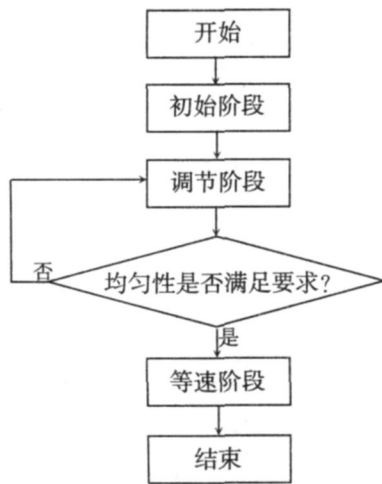 开始
初始阶段
调节阶段
否
均匀性是否满足要求?
是
等速阶段
结束